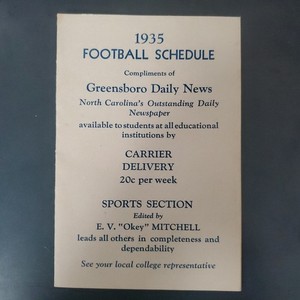 1935
FOOTBALL SCHEDULE
Compliments of
Greensboro Daily News
North Carolina's Outstanding Daily
Newspaper
available to students at all educational
institutions by
CARRIER
DELIVERY
20c per week
SPORTS SECTION
Edited by
E. V. "Okey" MITCHELL
leads all others in completeness and
dependability
See your local college representative